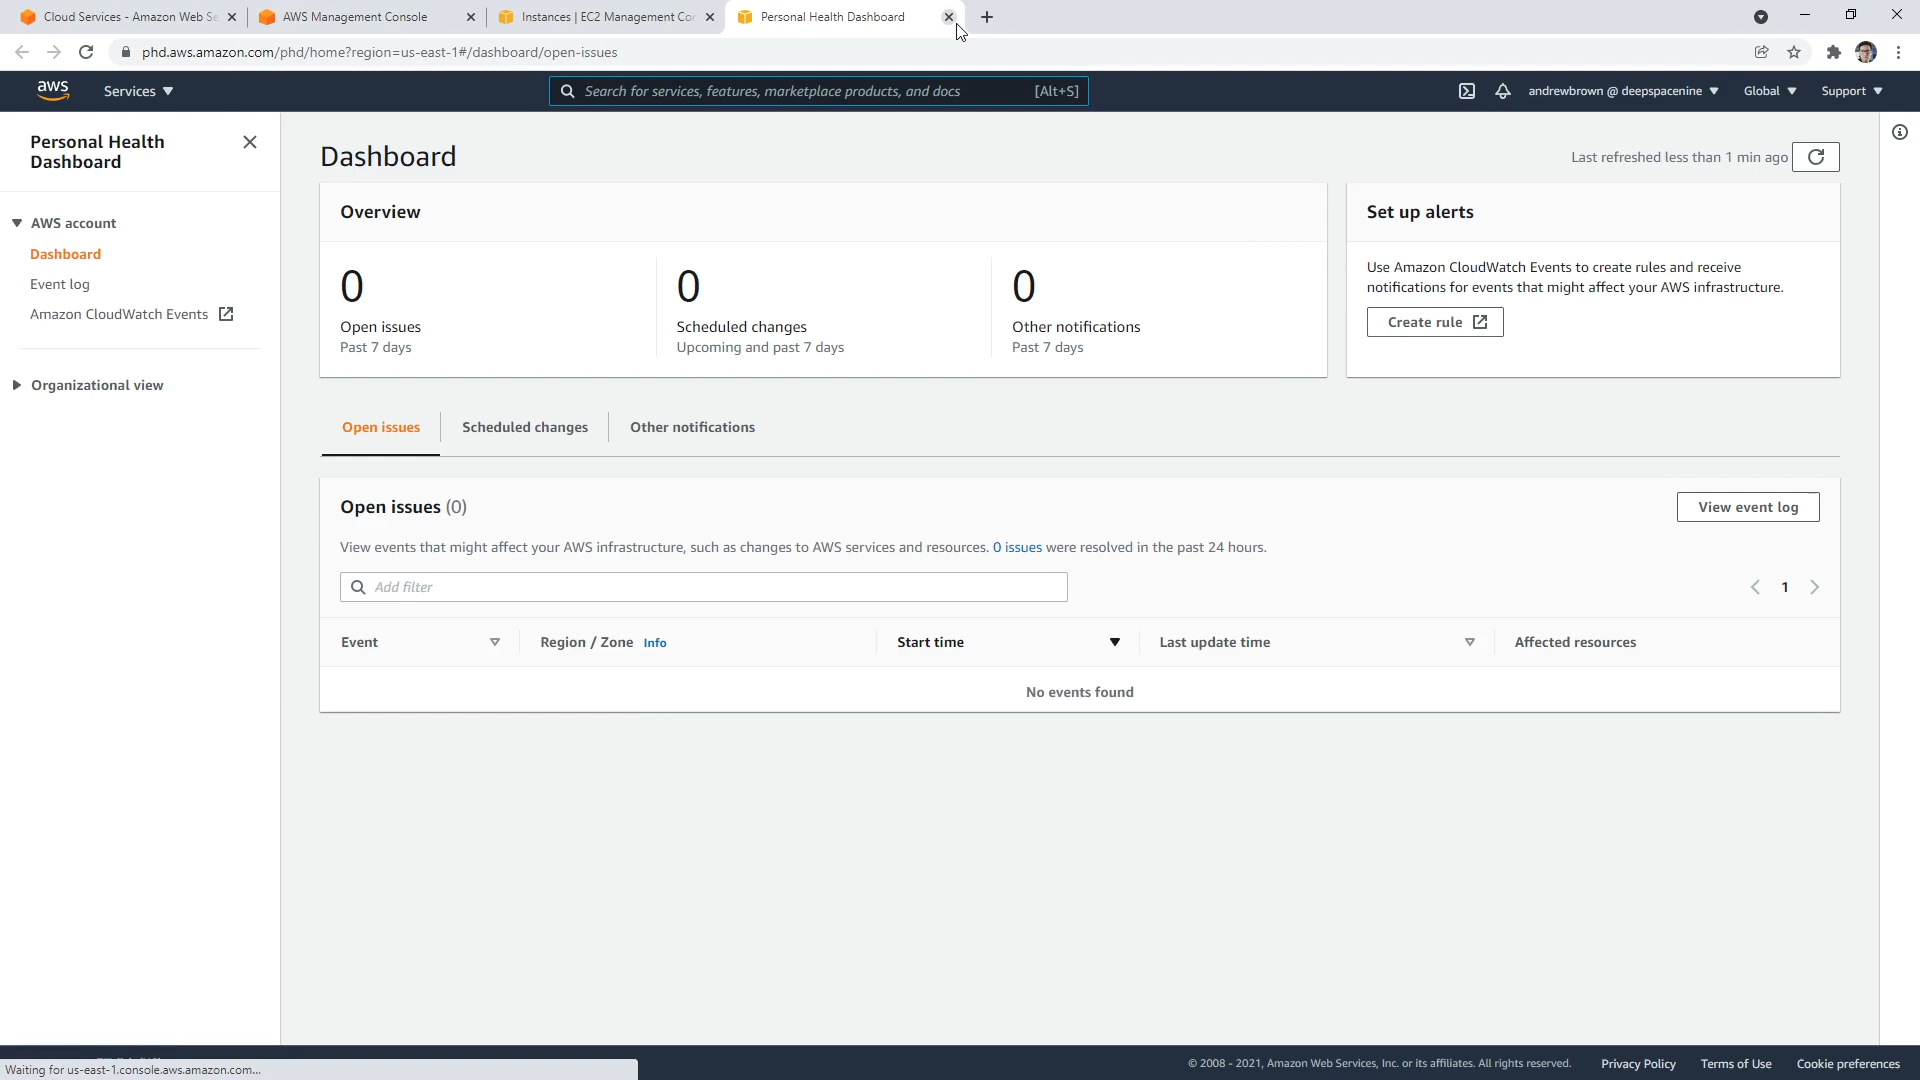 Cloud Services - Amazon Web Se
AWS Management Console
Instances | EC2 Management Cor
Personal Health Dashboard
phd.aws.amazon.com/phd/home?region=us-east-1#/dashboard/open-issues
aws
Services
Search for services, features, marketplace products, and docs
[Alt+S]
andrewbrown @ deepspacenine
Global
Support
Personal Health
Dashboard
AWS account
Dashboard
Event log
Amazon CloudWatch Events
Organizational view
Dashboard
Last refreshed less than 1 min ago
Overview
0
Open issues
Past 7 days
0
Scheduled changes
Upcoming and past 7 days
0
Other notifications
Past 7 days
Set up alerts
Use Amazon CloudWatch Events to create rules and receive
notifications for events that might affect your AWS infrastructure.
Create rule
Open issues
Scheduled changes
Other notifications
Open issues (0)
View event log
View events that might affect your AWS infrastructure, such as changes to AWS services and resources. 0 issues were resolved in the past 24 hours.
Add filter
1
Event
Region / Zone Info
Start time
Last update time
Affected resources
No events found
Waiting for us-east-1.console.aws.amazon.com...
© 2008 - 2021, Amazon Web Services, Inc. or its affiliates. All rights reserved.
Privacy Policy
Terms of Use
Cookie preferences